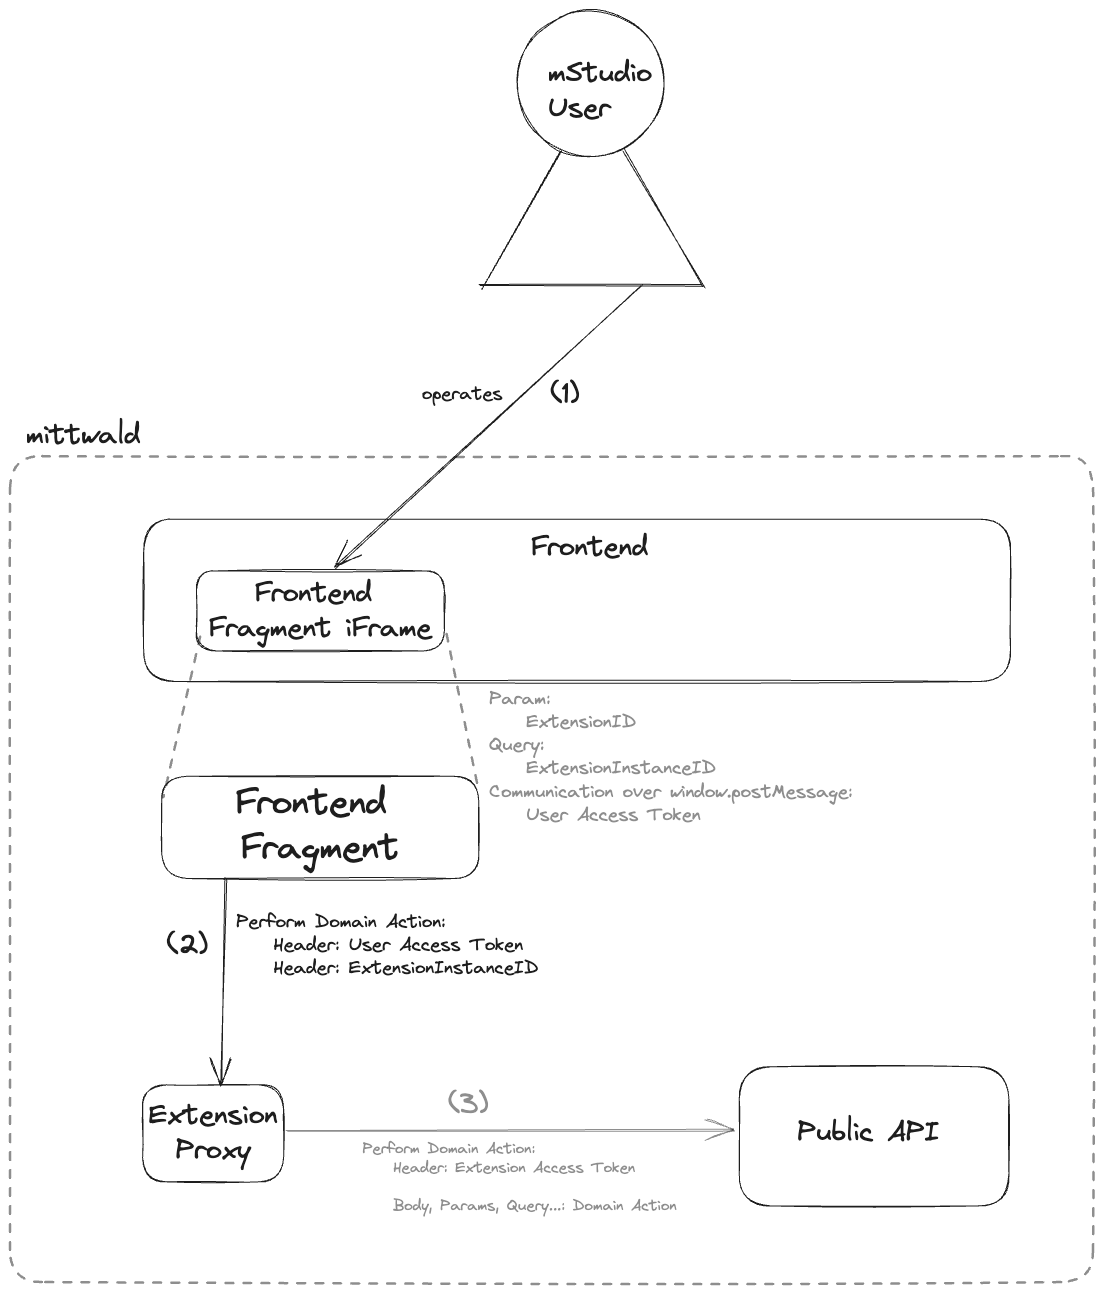 mStudio
User
operates
(1)
mittwald
Frontend
Frontend
Fragment iFrame
Param:
ExtensionID
Query:
ExtensionInstanceID
Communication over window.postMessage:
User Access Token
Frontend
Fragment
(2)
Perform Domain Action:
Header: User Access Token
Header: ExtensionInstanceID
Extension
Proxy
(3)
Perform Domain Action:
Header: Extension Access Token
Body, Params, Query...: Domain Action
Public API